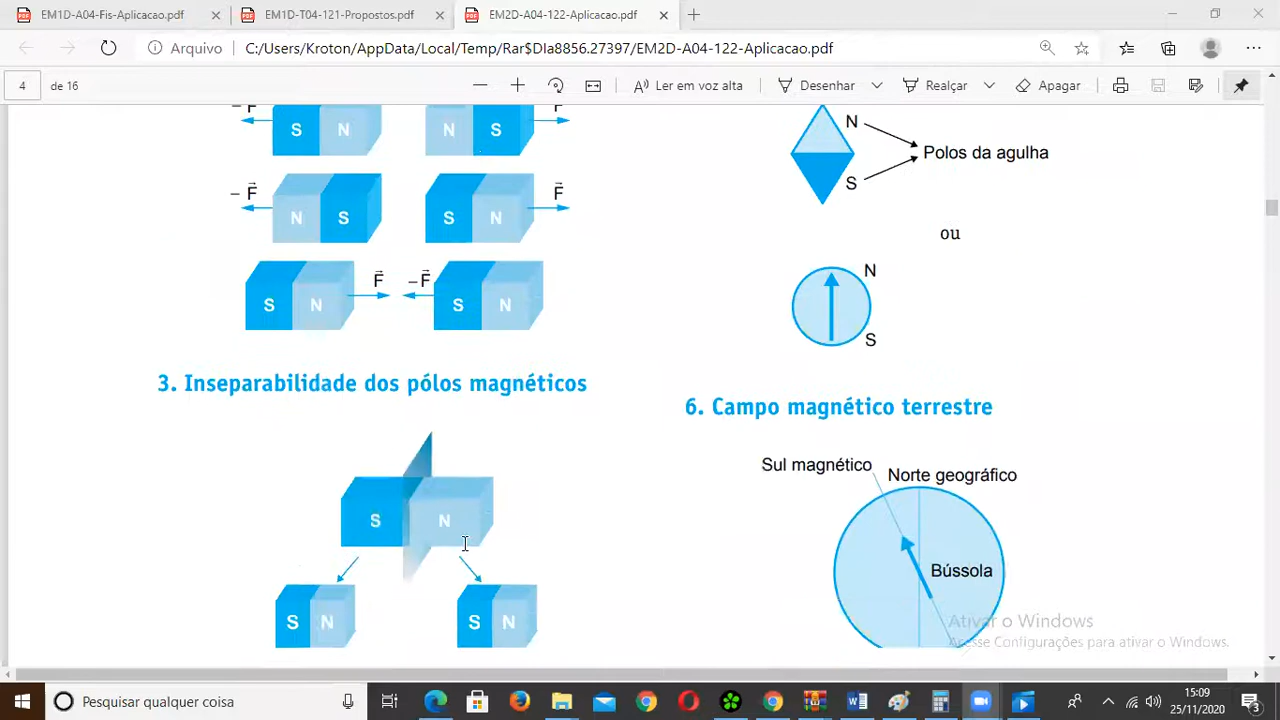 EM1D-A04-Fis-Aplicacao.pdf
EM1D-T04-121-Propostos.pdf
EM2D-A04-122-Aplicacao.pdf
Arquivo
C:/Users/Kroton/AppData/Local/Temp/Rar$DIa8856.27397/EM2D-A04-122-Aplicacao.pdf
4 de 16
Ler em voz alta
Desenhar
Realçar
Apagar
– F
S N
N S
F
– F
N S
S N
F
S N
F
–F
S N
3. Inseparabilidade dos pólos magnéticos
S N
S N
S N
N
S
Polos da agulha
ou
N
S
6. Campo magnético terrestre
Sul magnético
Norte geográfico
Bússola
Ativar o Windows
Acesse Configurações para ativar o Windows.
Pesquisar qualquer coisa
15:09
25/11/2020
3